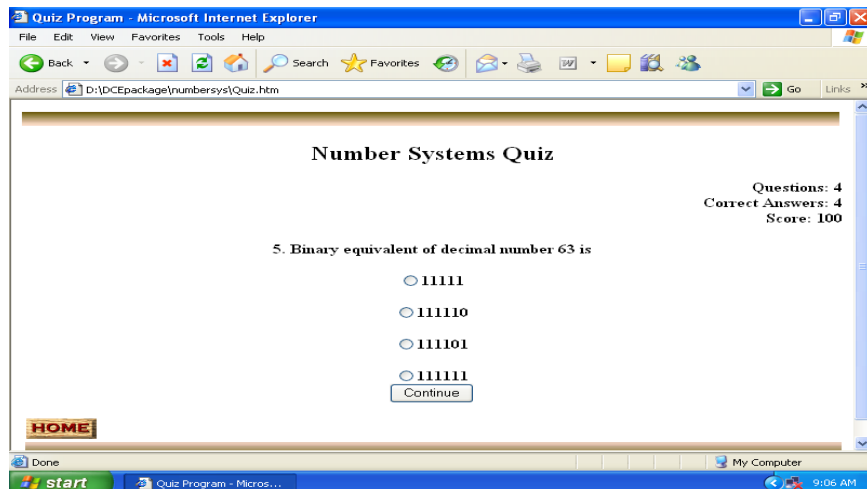 Quiz Program - Microsoft Internet Explorer
File Edit View Favorites Tools Help
Back Search Favorites
Address D:\DCEpackage\numbersys\Quiz.htm Go Links »
Number Systems Quiz
Questions: 4
Correct Answers: 4
Score: 100
5. Binary equivalent of decimal number 63 is
11111
111110
111101
111111
Continue
HOME
Done My Computer
start Quiz Program - Micros... 9:06 AM